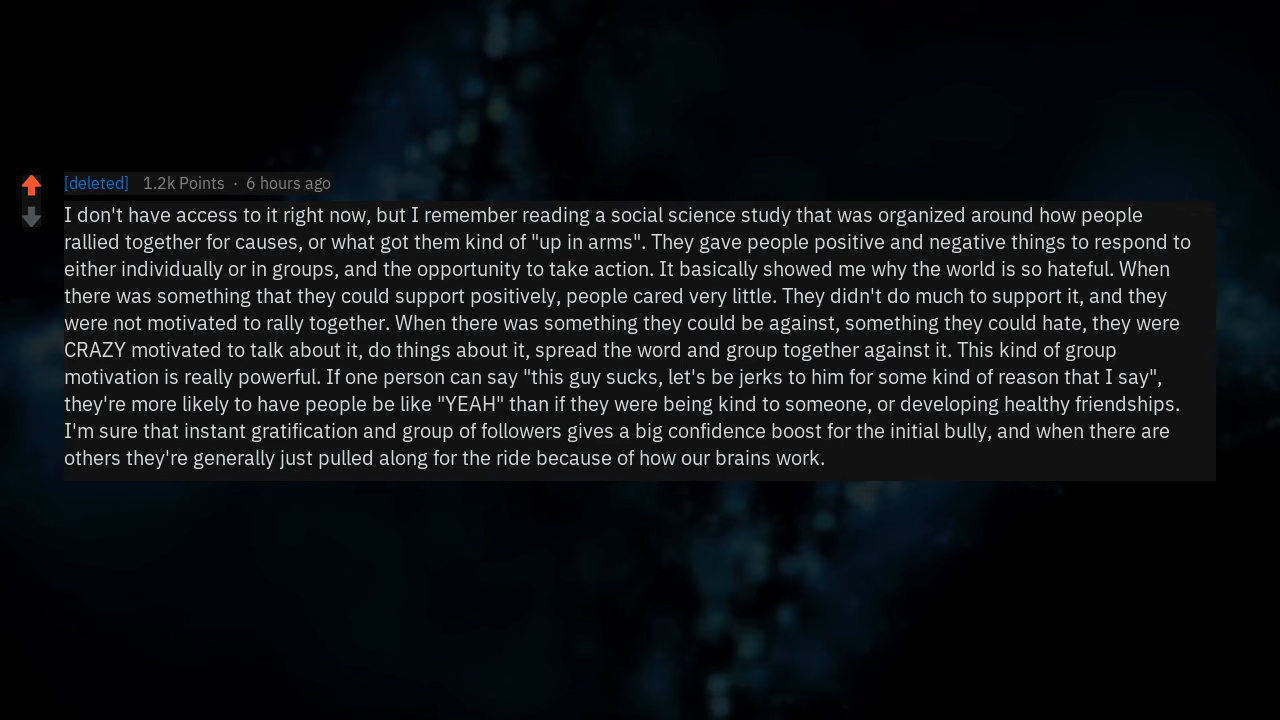 [deleted] 1.2k Points · 6 hours ago
I don't have access to it right now, but I remember reading a social science study that was organized around how people
rallied together for causes, or what got them kind of "up in arms". They gave people positive and negative things to respond to
either individually or in groups, and the opportunity to take action. It basically showed me why the world is so hateful. When
there was something that they could support positively, people cared very little. They didn't do much to support it, and they
were not motivated to rally together. When there was something they could be against, something they could hate, they were
CRAZY motivated to talk about it, do things about it, spread the word and group together against it. This kind of group
motivation is really powerful. If one person can say "this guy sucks, let's be jerks to him for some kind of reason that I say",
they're more likely to have people be like "YEAH" than if they were being kind to someone, or developing healthy friendships.
I'm sure that instant gratification and group of followers gives a big confidence boost for the initial bully, and when there are
others they're generally just pulled along for the ride because of how our brains work.